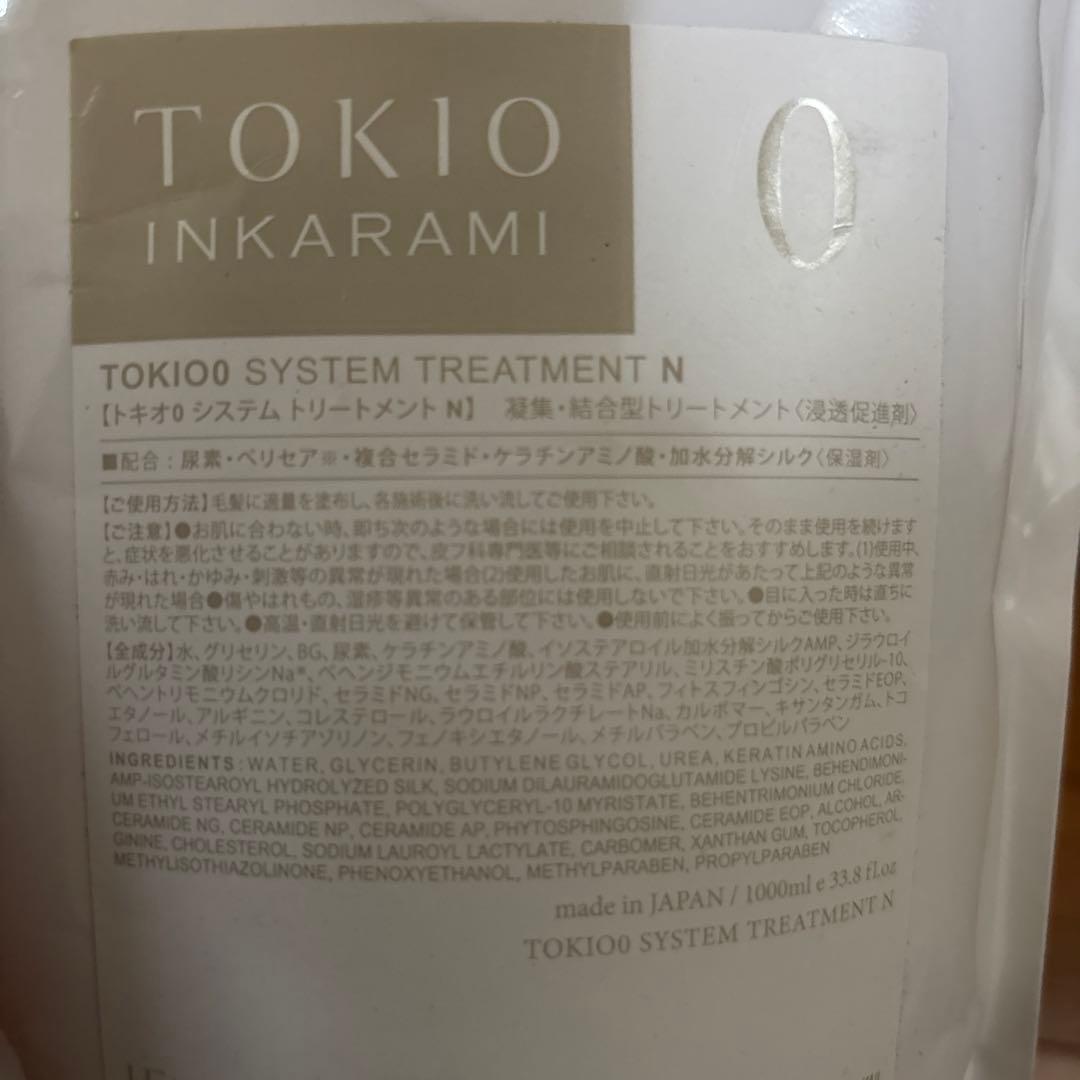 TOKIO
INKARAMI
0
TOKIO0 SYSTEM TREATMENT N
【トキオ0 システム トリートメント N】 凝集・結合型トリートメント〈浸透促進剤〉
■配合：尿素・ペリセア※・複合セラミド・ケラチンアミノ酸・加水分解シルク〈保湿剤〉
【ご使用方法】毛髪に適量を塗布し、各施術後に洗い流してご使用下さい。
【ご注意】●お肌に合わない時、即ち次のような場合には使用を中止して下さい。そのまま使用を続けます
と、症状を悪化させることがありますので、皮フ科専門医等にご相談されることをおすすめします。(1)使用中、
赤み・はれ・かゆみ・刺激等の異常が現れた場合(2)使用したお肌に、直射日光があたって上記のような異常
が現れた場合●傷やはれもの、湿疹等異常のある部位には使用しないで下さい。●目に入った時は直ちに
洗い流して下さい。●高温・直射日光を避けて保管して下さい。●使用前によく振ってからご使用下さい。
【全成分】水、グリセリン、BG、尿素、ケラチンアミノ酸、イソステアロイル加水分解シルクAMP、ジラウロイ
ルグルタミン酸リシンNa※、ベヘンジモニウムエチルリン酸ステアリル、ミリスチン酸ポリグリセリル-10、
ベヘントリモニウムクロリド、セラミドNG、セラミドNP、セラミドAP、フィトスフィンゴシン、セラミドEOP、
エタノール、アルギニン、コレステロール、ラウロイルラクチレートNa、カルボマー、キサンタンガム、トコ
フェロール、メチルイソチアゾリノン、フェノキシエタノール、メチルパラベン、プロピルパラベン
INGREDIENTS : WATER, GLYCERIN, BUTYLENE GLYCOL, UREA, KERATIN AMINO ACIDS,
AMP-ISOSTEAROYL HYDROLYZED SILK, SODIUM DILAURAMIDOGLUTAMIDE LYSINE, BEHENDIMONI-
UM ETHYL STEARYL PHOSPHATE, POLYGLYCERYL-10 MYRISTATE, BEHENTRIMONIUM CHLORIDE,
CERAMIDE NG, CERAMIDE NP, CERAMIDE AP, PHYTOSPHINGOSINE, CERAMIDE EOP, ALCOHOL, AR-
GININE, CHOLESTEROL, SODIUM LAUROYL LACTYLATE, CARBOMER, XANTHAN GUM, TOCOPHEROL,
METHYLISOTHIAZOLINONE, PHENOXYETHANOL, METHYLPARABEN, PROPYLPARABEN
made in JAPAN / 1000ml e 33.8 fl.oz
TOKIO0 SYSTEM TREATMENT N